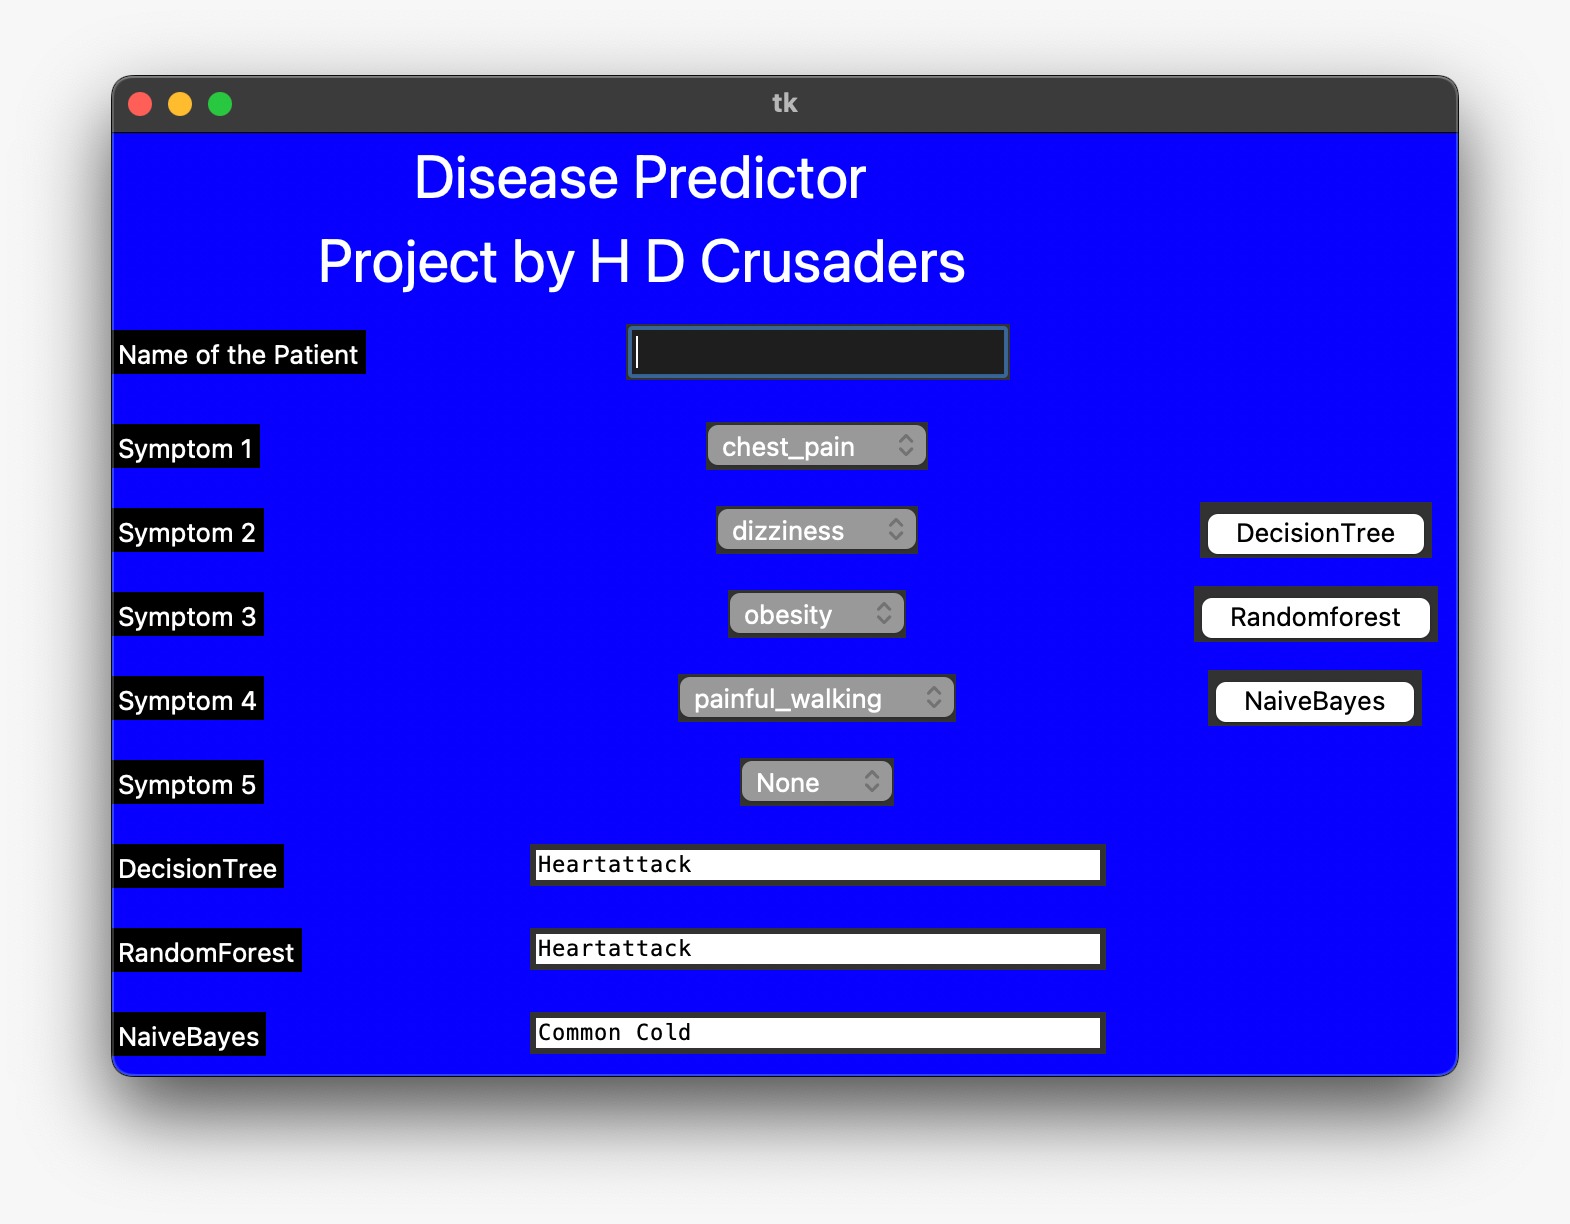 tk
Disease Predictor
Project by H D Crusaders
Name of the Patient
Symptom 1 chest_pain
Symptom 2 dizziness DecisionTree
Symptom 3 obesity Randomforest
Symptom 4 painful_walking NaiveBayes
Symptom 5 None
DecisionTree Heartattack
RandomForest Heartattack
NaiveBayes Common Cold